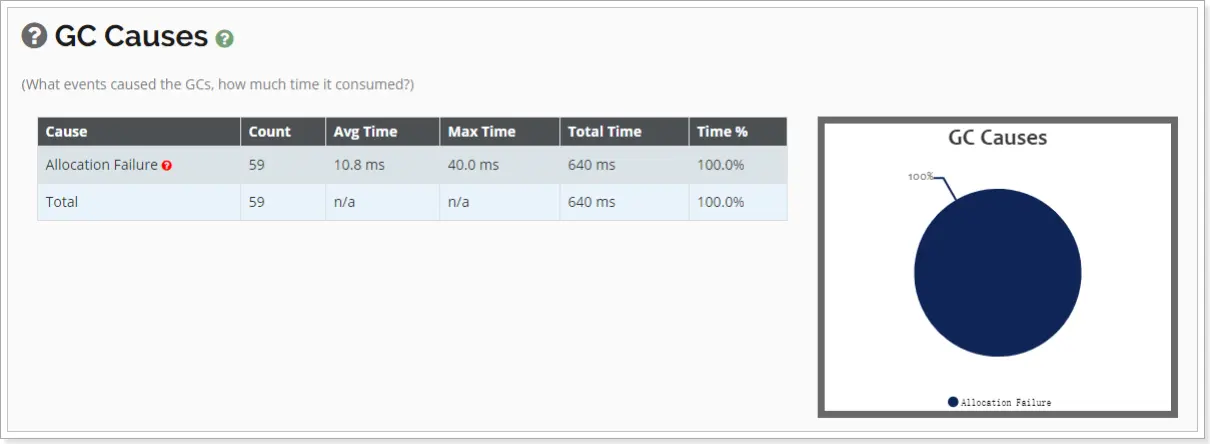 GC Causes
(What events caused the GCs, how much time it consumed?)
Cause Count Avg Time Max Time Total Time Time %
Allocation Failure 59 10.8 ms 40.0 ms 640 ms 100.0%
Total 59 n/a n/a 640 ms 100.0%
GC Causes
100%
Allocation Failure